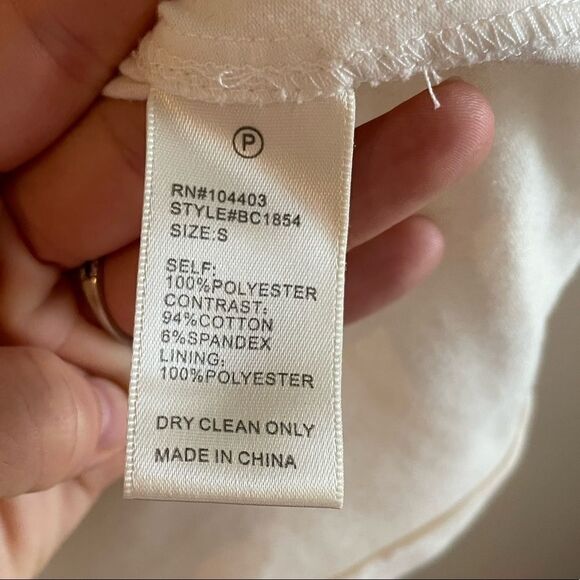 P
RN#104403
STYLE#BC1854
SIZE:S
SELF:
100%POLYESTER
CONTRAST:
94%COTTON
6%SPANDEX
LINING:
100%POLYESTER
DRY CLEAN ONLY
MADE IN CHINA